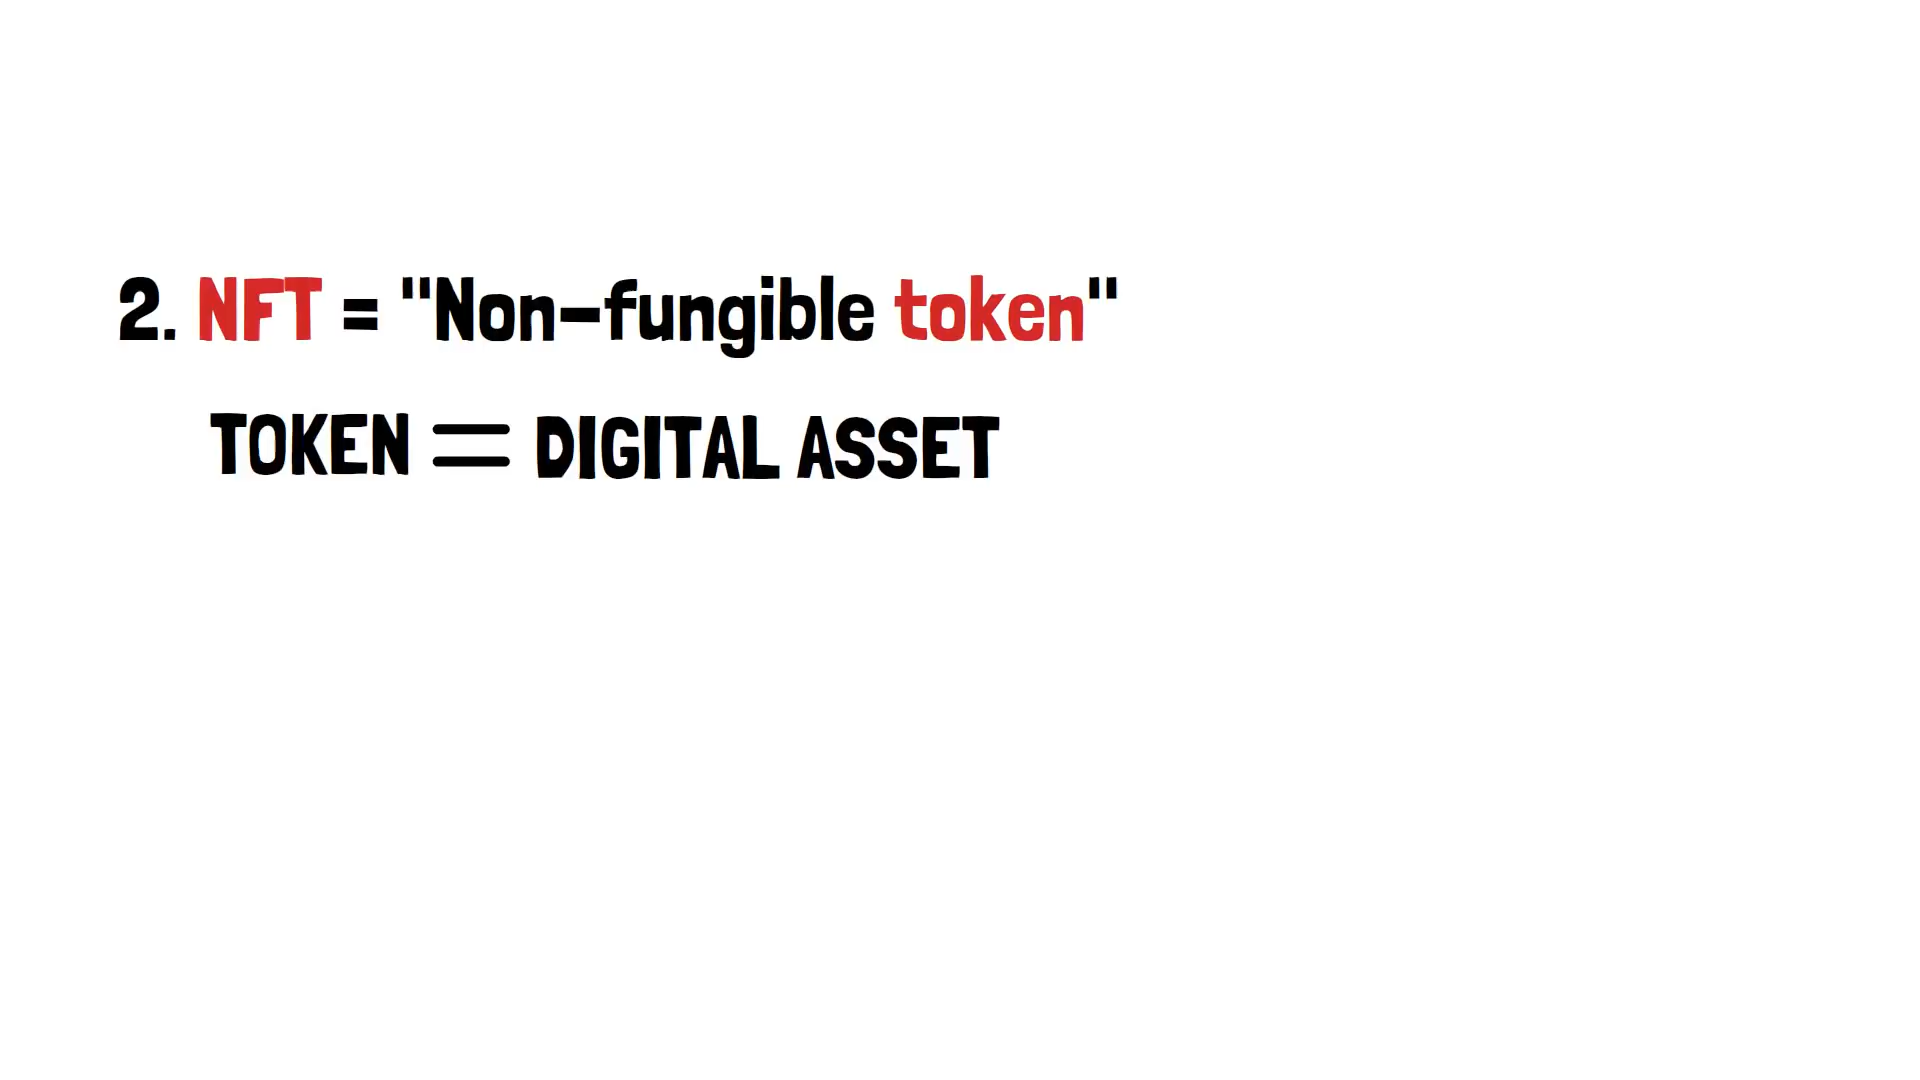 2. NFT = "Non-fungible token"
TOKEN = DIGITAL ASSET